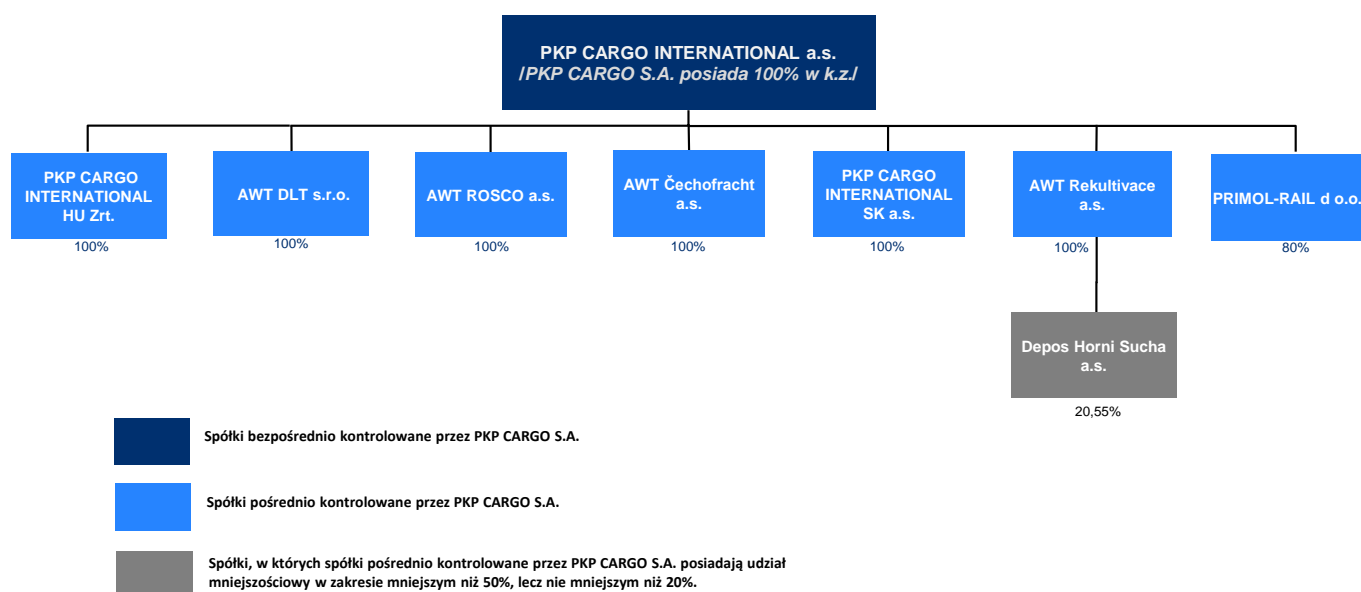 PKP CARGO INTERNATIONAL a.s.
/PKP CARGO S.A. posiada 100% w k.z./
PKP CARGO
INTERNATIONAL
HU Zrt.
100%
AWT DLT s.r.o.
100%
AWT ROSCO a.s.
100%
AWT Čechofracht
a.s.
100%
PKP CARGO
INTERNATIONAL
SK a.s.
100%
AWT Rekultivace
a.s.
100%
PRIMOL-RAIL d o.o.
80%
Depos Horni Sucha
a.s.
20,55%
Spółki bezpośrednio kontrolowane przez PKP CARGO S.A.
Spółki pośrednio kontrolowane przez PKP CARGO S.A.
Spółki, w których spółki pośrednio kontrolowane przez PKP CARGO S.A. posiadają udział
mniejszościowy w zakresie mniejszym niż 50%, lecz nie mniejszym niż 20%.